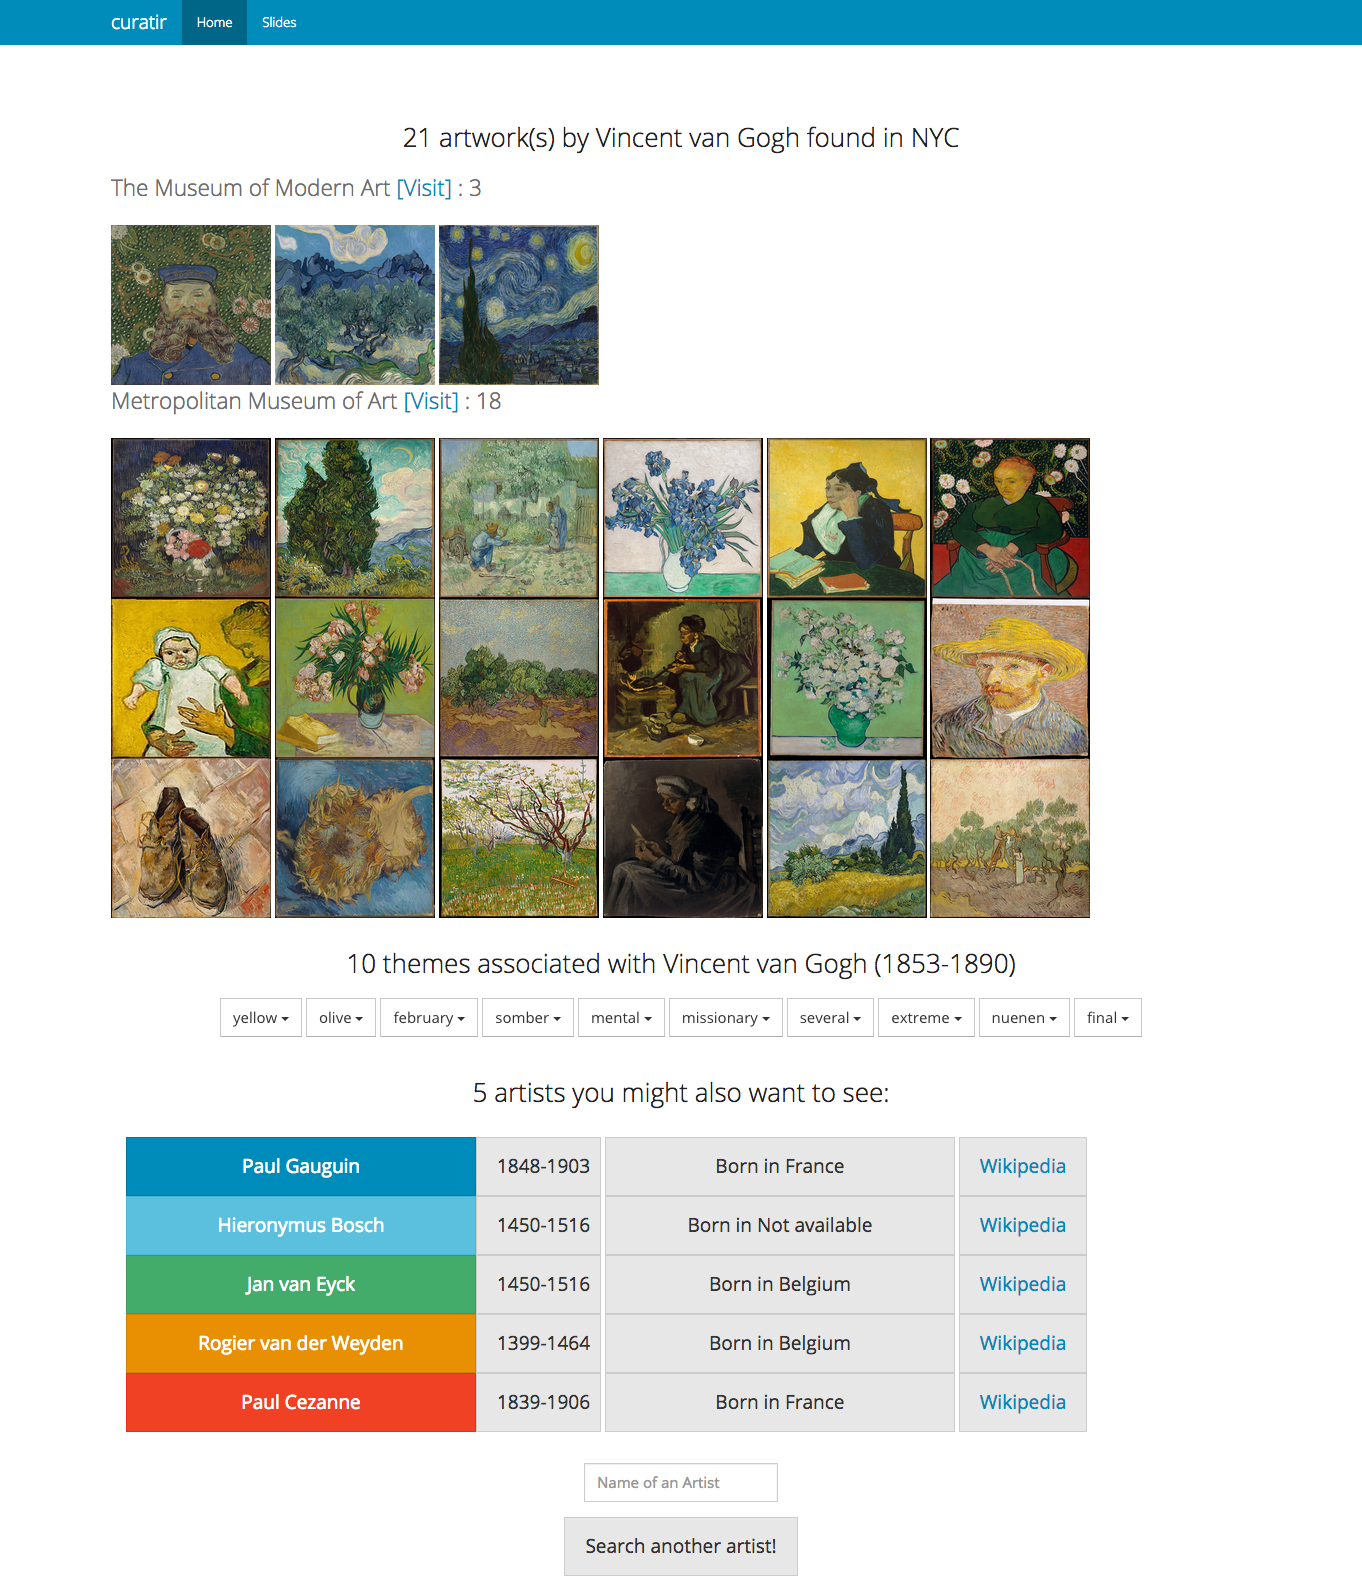 curatir Home Slides
21 artwork(s) by Vincent van Gogh found in NYC
The Museum of Modern Art [Visit] : 3
Metropolitan Museum of Art [Visit] : 18
10 themes associated with Vincent van Gogh (1853-1890)
yellow olive february somber mental missionary several extreme nuenen final
5 artists you might also want to see:
Paul Gauguin 1848-1903 Born in France Wikipedia
Hieronymus Bosch 1450-1516 Born in Not available Wikipedia
Jan van Eyck 1450-1516 Born in Belgium Wikipedia
Rogier van der Weyden 1399-1464 Born in Belgium Wikipedia
Paul Cezanne 1839-1906 Born in France Wikipedia
Name of an Artist
Search another artist!